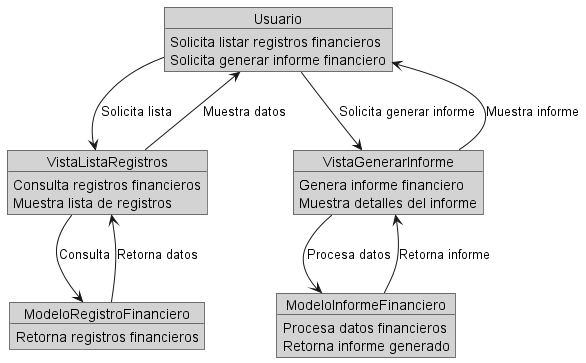 Usuario
Solicita listar registros financieros
Solicita generar informe financiero
Solicita lista
Muestra datos
Solicita generar informe
Muestra informe
VistaListaRegistros
Consulta registros financieros
Muestra lista de registros
VistaGenerarInforme
Genera informe financiero
Muestra detalles del informe
Consulta
Retorna datos
Procesa datos
Retorna informe
ModeloRegistroFinanciero
Retorna registros financieros
ModeloInformeFinanciero
Procesa datos financieros
Retorna informe generado